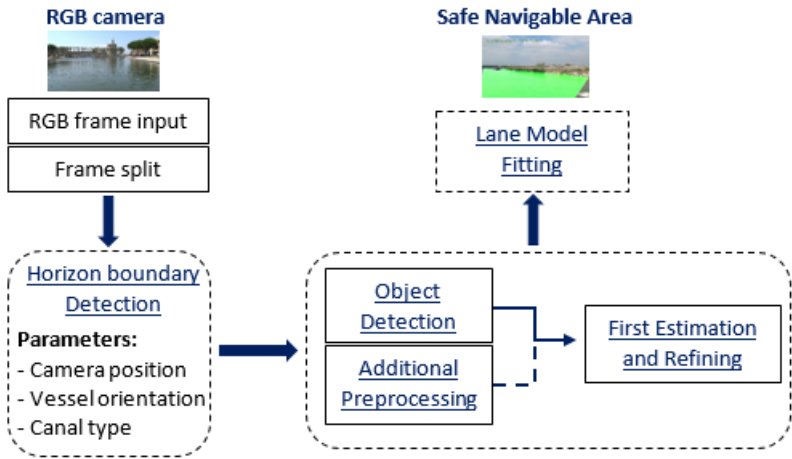 RGB camera
RGB frame input
Frame split
Horizon boundary
Detection
Parameters:
- Camera position
- Vessel orientation
- Canal type
Object
Detection
Additional
Preprocessing
First Estimation
and Refining
Lane Model
Fitting
Safe Navigable Area